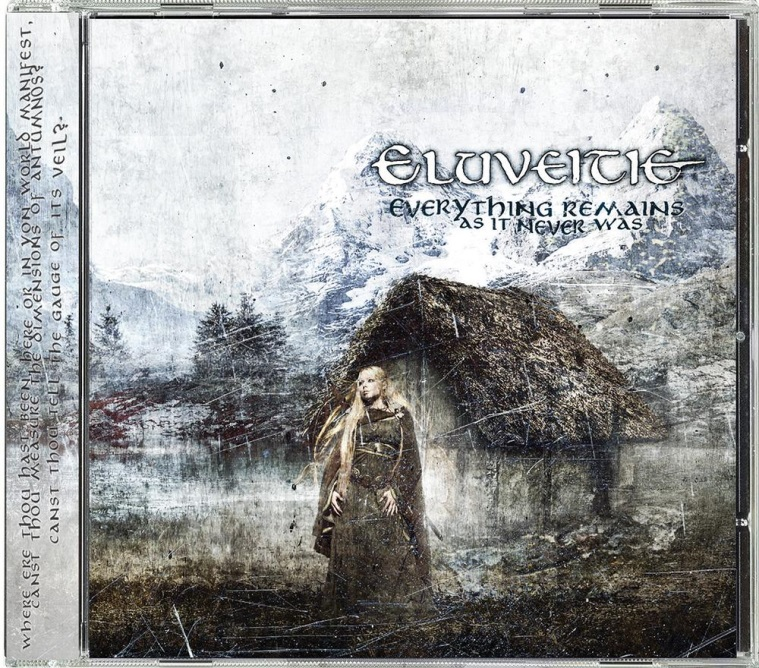 ELUVEITIE
EVERYTHING REMAINS
AS IT NEVER WAS
WHERE ERE THOU HAST BEEN HERE OR IN YON WORLD MANIFEST,
CANST THOU MEASURE THE DIMENSIONS OF ANTUMNOS?
CANST THOU TELL THE GAUGE OF ITS VEIL?